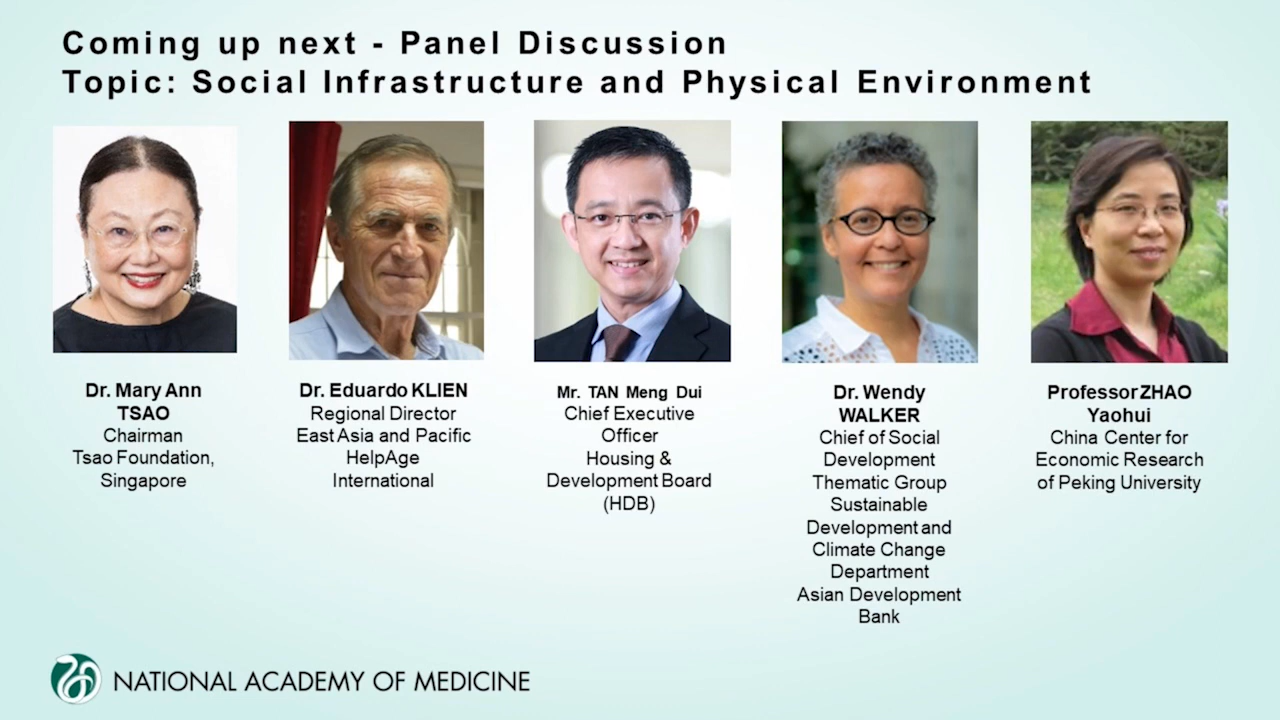 Coming up next - Panel Discussion
Topic: Social Infrastructure and Physical Environment
Dr. Mary Ann
TSAO
Chairman
Tsao Foundation,
Singapore
Dr. Eduardo KLIEN
Regional Director
East Asia and Pacific
HelpAge
International
Mr. TAN Meng Dui
Chief Executive
Officer
Housing &
Development Board
(HDB)
Dr. Wendy
WALKER
Chief of Social
Development
Thematic Group
Sustainable
Development and
Climate Change
Department
Asian Development
Bank
Professor ZHAO
Yaohui
China Center for
Economic Research
of Peking University
NATIONAL ACADEMY OF MEDICINE